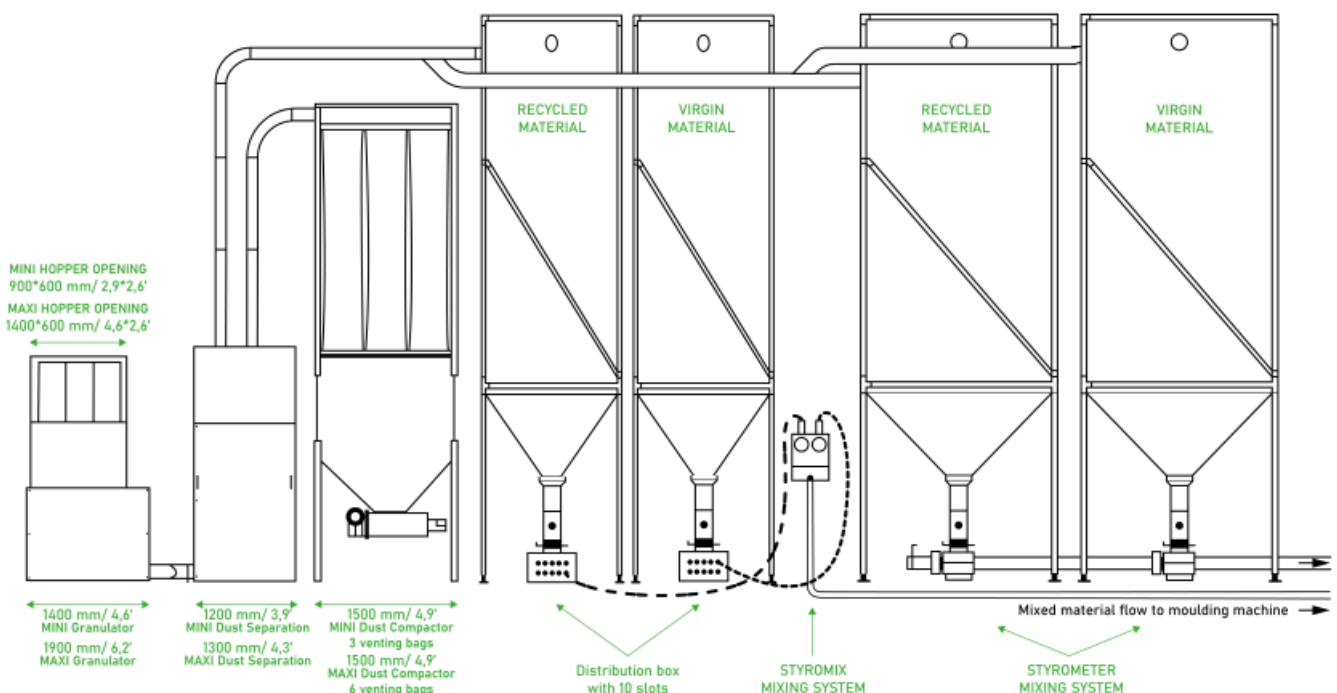 RECYCLED
MATERIAL
VIRGIN
MATERIAL
RECYCLED
MATERIAL
VIRGIN
MATERIAL
MINI HOPPER OPENING
900*600 mm/ 2,9*2,6'
MAXI HOPPER OPENING
1400*600 mm/ 4,6*2,6'
1400 mm/ 4,6'
MINI Granulator
1900 mm/ 6,2'
MAXI Granulator
1200 mm/ 3,9'
MINI Dust Separation
1300 mm/ 4,3'
MAXI Dust Separation
1500 mm/ 4,9'
MINI Dust Compactor
3 venting bags
1500 mm/ 4,9'
MAXI Dust Compactor
6 venting bags
Distribution box
with 10 slots
STYROMIX
MIXING SYSTEM
Mixed material flow to moulding machine
STYROMETER
MIXING SYSTEM